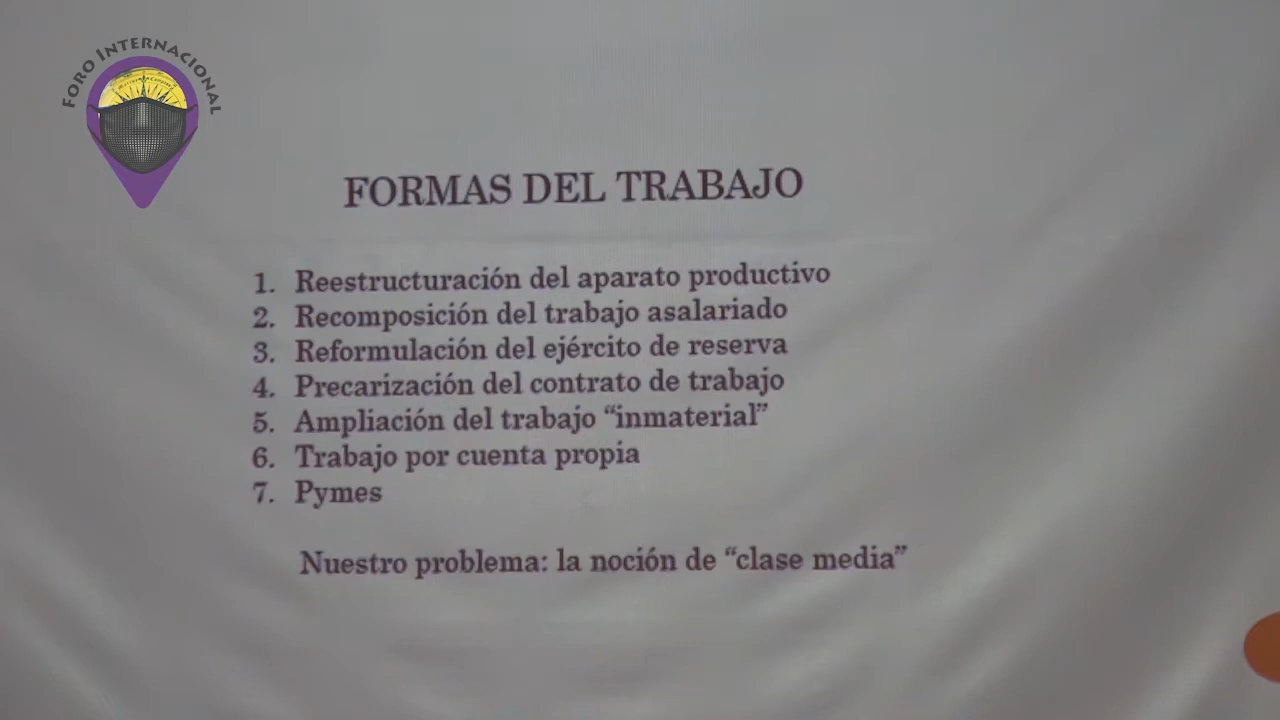 FORO INTERNACIONAL
FORMAS DEL TRABAJO
1. Reestructuración del aparato productivo
2. Recomposición del trabajo asalariado
3. Reformulación del ejército de reserva
4. Precarización del contrato de trabajo
5. Ampliación del trabajo “inmaterial”
6. Trabajo por cuenta propia
7. Pymes
Nuestro problema: la noción de “clase media”